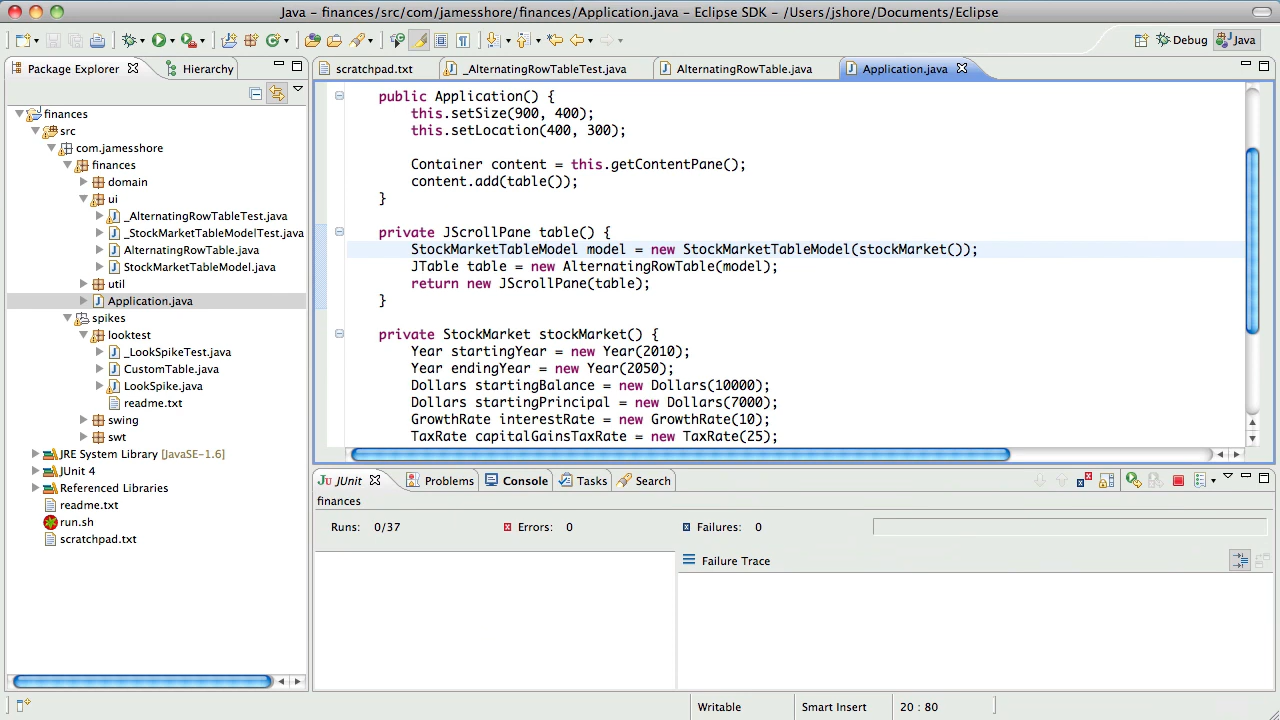 Java - finances/src/com/jamesshore/finances/Application.java - Eclipse SDK - /Users/jshore/Documents/Eclipse
Debug
Java
Package Explorer
Hierarchy
scratchpad.txt
_AlternatingRowTableTest.java
AlternatingRowTable.java
Application.java
finances
src
com.jamesshore
finances
domain
ui
_AlternatingRowTableTest.java
_StockMarketTableModelTest.java
AlternatingRowTable.java
StockMarketTableModel.java
util
Application.java
spikes
looktest
_LookSpikeTest.java
CustomTable.java
LookSpike.java
readme.txt
swing
swt
JRE System Library [JavaSE-1.6]
JUnit 4
Referenced Libraries
readme.txt
run.sh
scratchpad.txt
public Application() {
this.setSize(900, 400);
this.setLocation(400, 300);
Container content = this.getContentPane();
content.add(table());
}
private JScrollPane table() {
StockMarketTableModel model = new StockMarketTableModel(stockMarket());
JTable table = new AlternatingRowTable(model);
return new JScrollPane(table);
}
private StockMarket stockMarket() {
Year startingYear = new Year(2010);
Year endingYear = new Year(2050);
Dollars startingBalance = new Dollars(10000);
Dollars startingPrincipal = new Dollars(7000);
GrowthRate interestRate = new GrowthRate(10);
TaxRate capitalGainsTaxRate = new TaxRate(25);
JUnit
Problems
Console
Tasks
Search
finances
Runs: 0/37
Errors: 0
Failures: 0
Failure Trace
Writable
Smart Insert
20 : 80